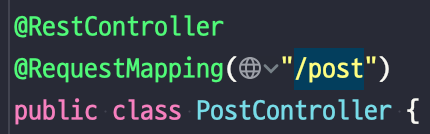 @RestController
@RequestMapping("/post")
public class PostController {